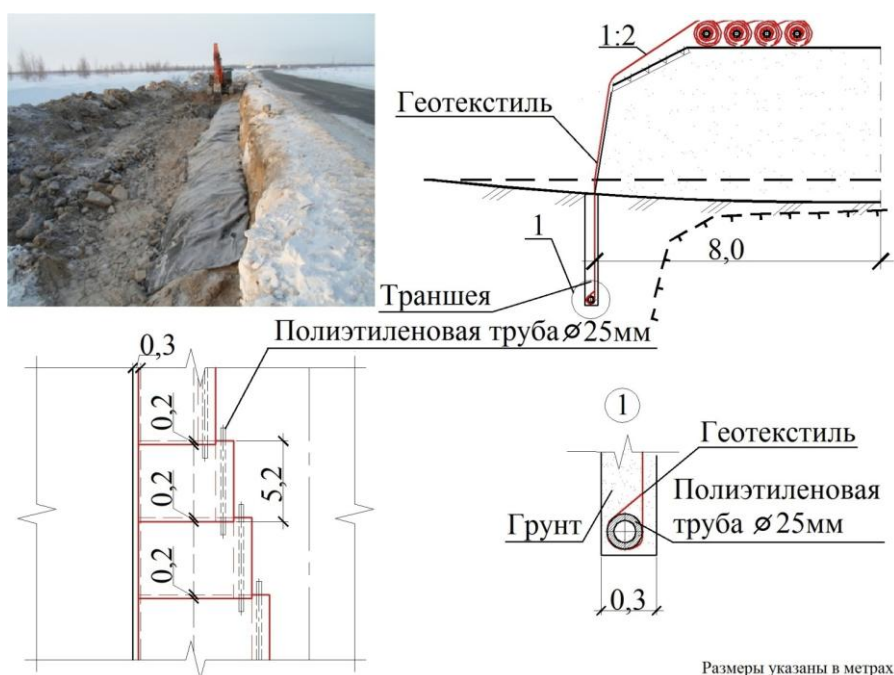 1:2
Геотекстиль
1
8,0
Траншея
Полиэтиленовая труба ⌀25мм
0,3
0,2
0,2
5,2
0,2
1
Геотекстиль
Полиэтиленовая
труба ⌀25мм
Грунт
0,3
Размеры указаны в метрах